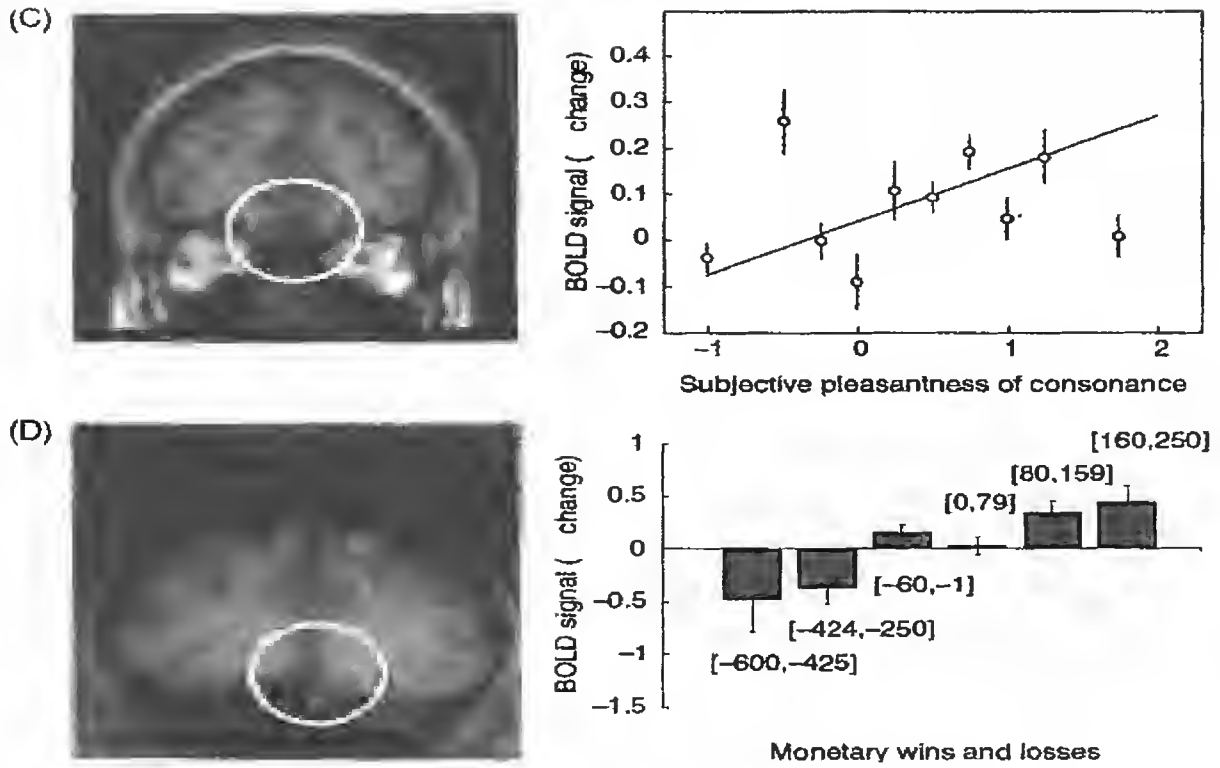 (C)
BOLD signal ( change)
0.4
0.3
0.2
0.1
0
−0.1
−0.2
−1 0 1 2
Subjective pleasantness of consonance
(D)
BOLD signal ( change)
1
0.5
0
−0.5
−1
−1.5
[160,250]
[80,159]
[0,79]
[−60,−1]
[−424,−250]
[−600,−425]
Monetary wins and losses